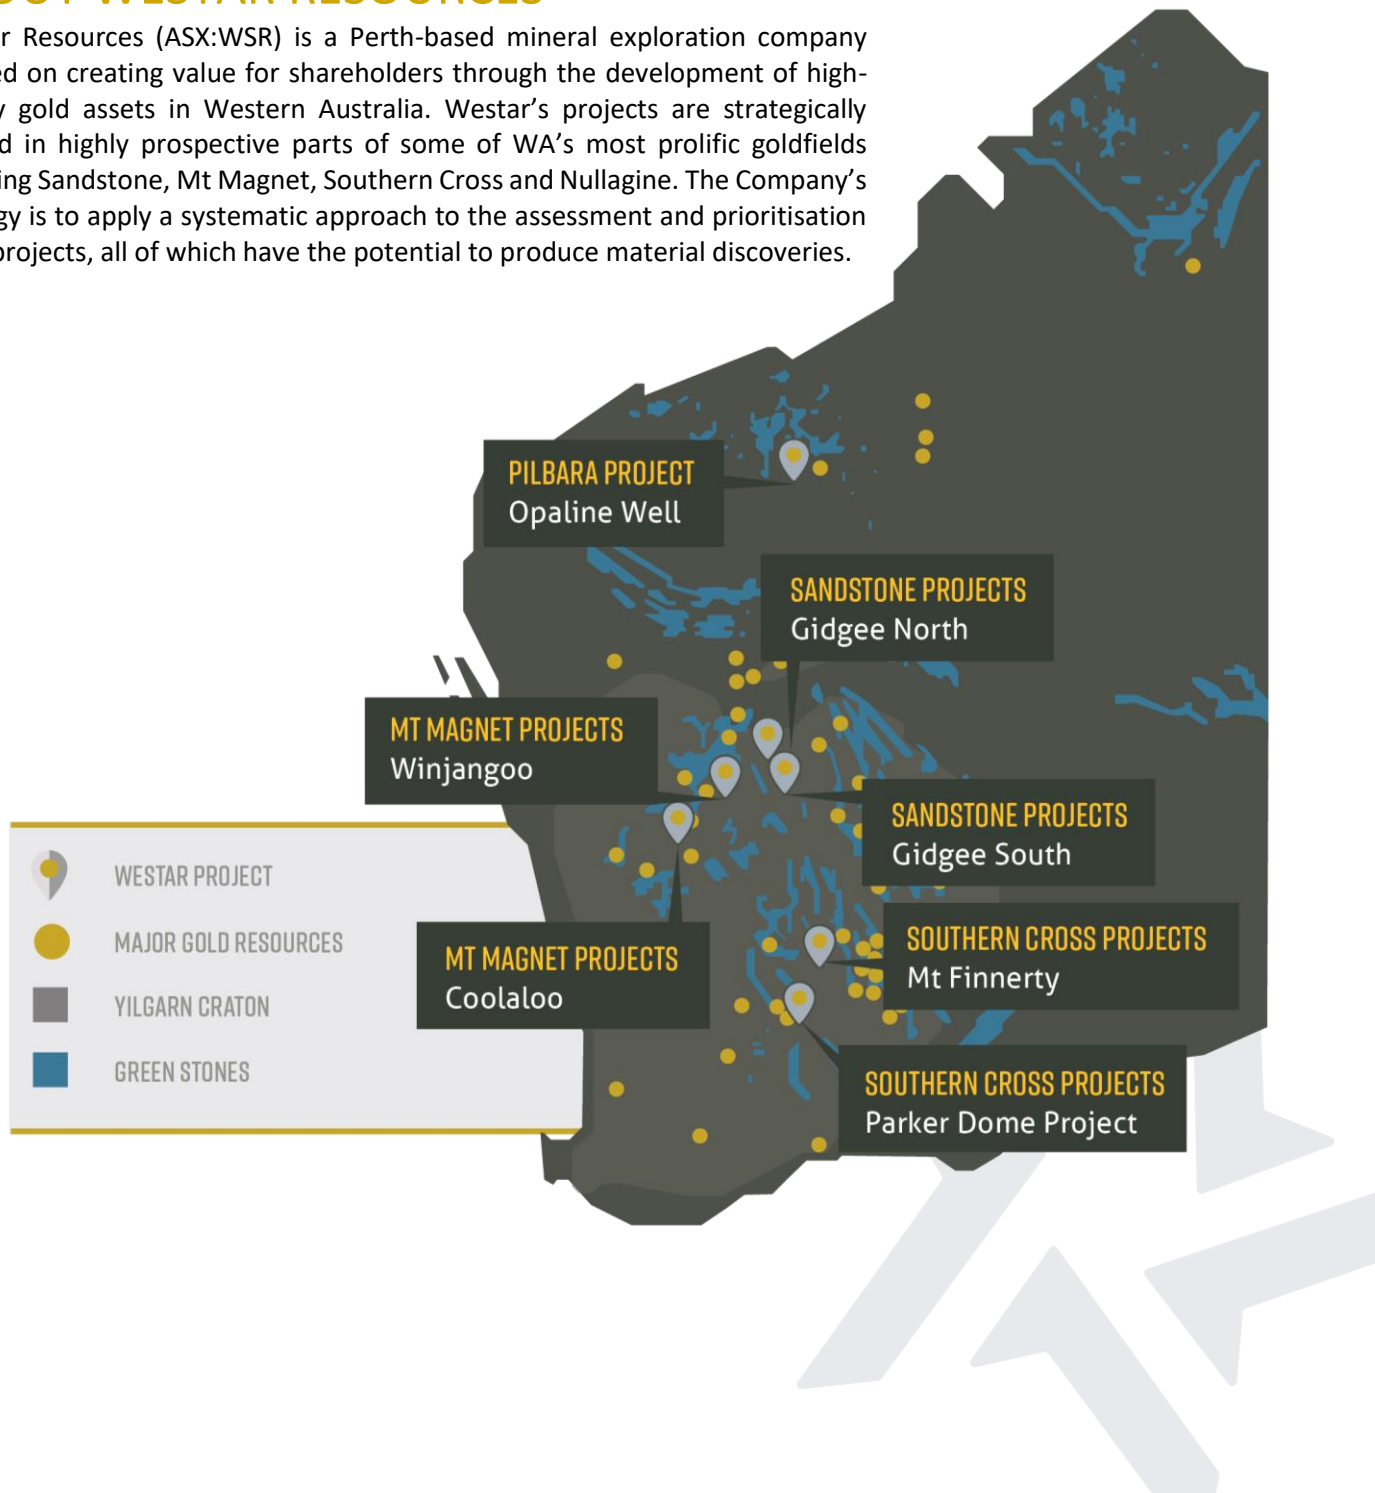 OUT WESTAR RESOURCES
r Resources (ASX:WSR) is a Perth-based mineral exploration company
ed on creating value for shareholders through the development of high-
y gold assets in Western Australia. Westar's projects are strategically
d in highly prospective parts of some of WA's most prolific goldfields
ing Sandstone, Mt Magnet, Southern Cross and Nullagine. The Company's
gy is to apply a systematic approach to the assessment and prioritisation
projects, all of which have the potential to produce material discoveries.
PILBARA PROJECT
Opaline Well
SANDSTONE PROJECTS
Gidgee North
MT MAGNET PROJECTS
Winjangoo
SANDSTONE PROJECTS
Gidgee South
WESTAR PROJECT
MAJOR GOLD RESOURCES
YILGARN CRATON
GREEN STONES
MT MAGNET PROJECTS
Coolaloo
SOUTHERN CROSS PROJECTS
Mt Finnerty
SOUTHERN CROSS PROJECTS
Parker Dome Project